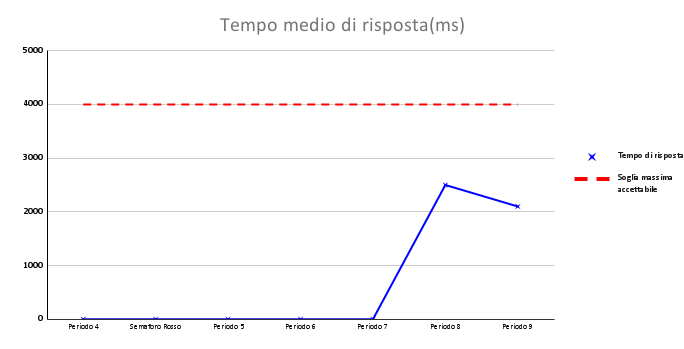 Tempo medio di risposta(ms)
5000
4000
3000
2000
1000
0
Periodo 4
Semaforo Rosso
Periodo 5
Periodo 6
Periodo 7
Periodo 8
Periodo 9
Tempo di risposta
Soglia massima
accettabile